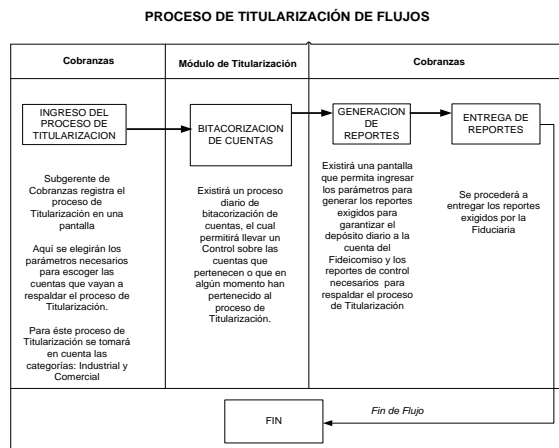 PROCESO DE TITULARIZACIÓN DE FLUJOS
Cobranzas
Módulo de Titularización
Cobranzas
INGRESO DEL
PROCESO DE
TITULARIZACION
BITACORIZACION
DE CUENTAS
GENERACION
DE
REPORTES
ENTREGA DE
REPORTES
Subgerente de
Cobranzas registra el
proceso de
Titularización en una
pantalla
Aquí se elegirán los
parámetros necesarios
para escoger las
cuentas que vayan a
respaldar el proceso de
Titularización.
Para éste proceso de
Titularización se tomará
en cuenta las
categorías: Industrial y
Comercial
Existirá un proceso
diario de
bitacorización de
cuentas, el cual
permitirá llevar un
Control sobre las
cuentas que
pertenecen o que en
algún momento han
pertenecido al
proceso de
Titularización.
Existirá una pantalla
que permita ingresar
los parámetros para
generar los reportes
exigidos para
garantizar el
depósito diario a la
cuenta del
Fideicomiso y los
reportes de control
necesarios para
respaldar el proceso
de Titularización
Se procederá a
entregar los reportes
exigidos por la
Fiduciaria
FIN
Fin de Flujo